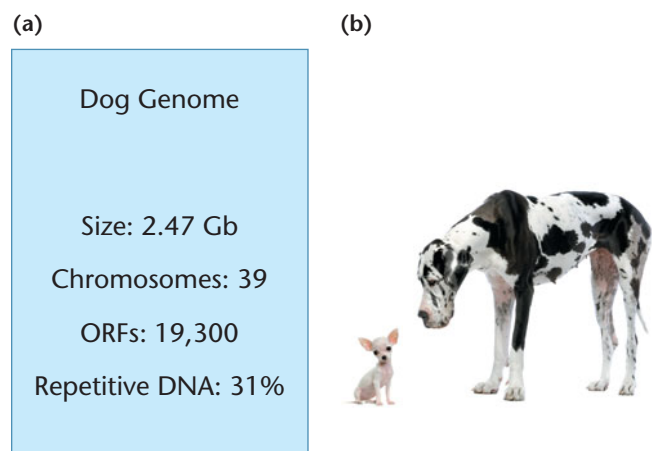 (a)
Dog Genome
Size: 2.47 Gb
Chromosomes: 39
ORFs: 19,300
Repetitive DNA: 31%
(b)